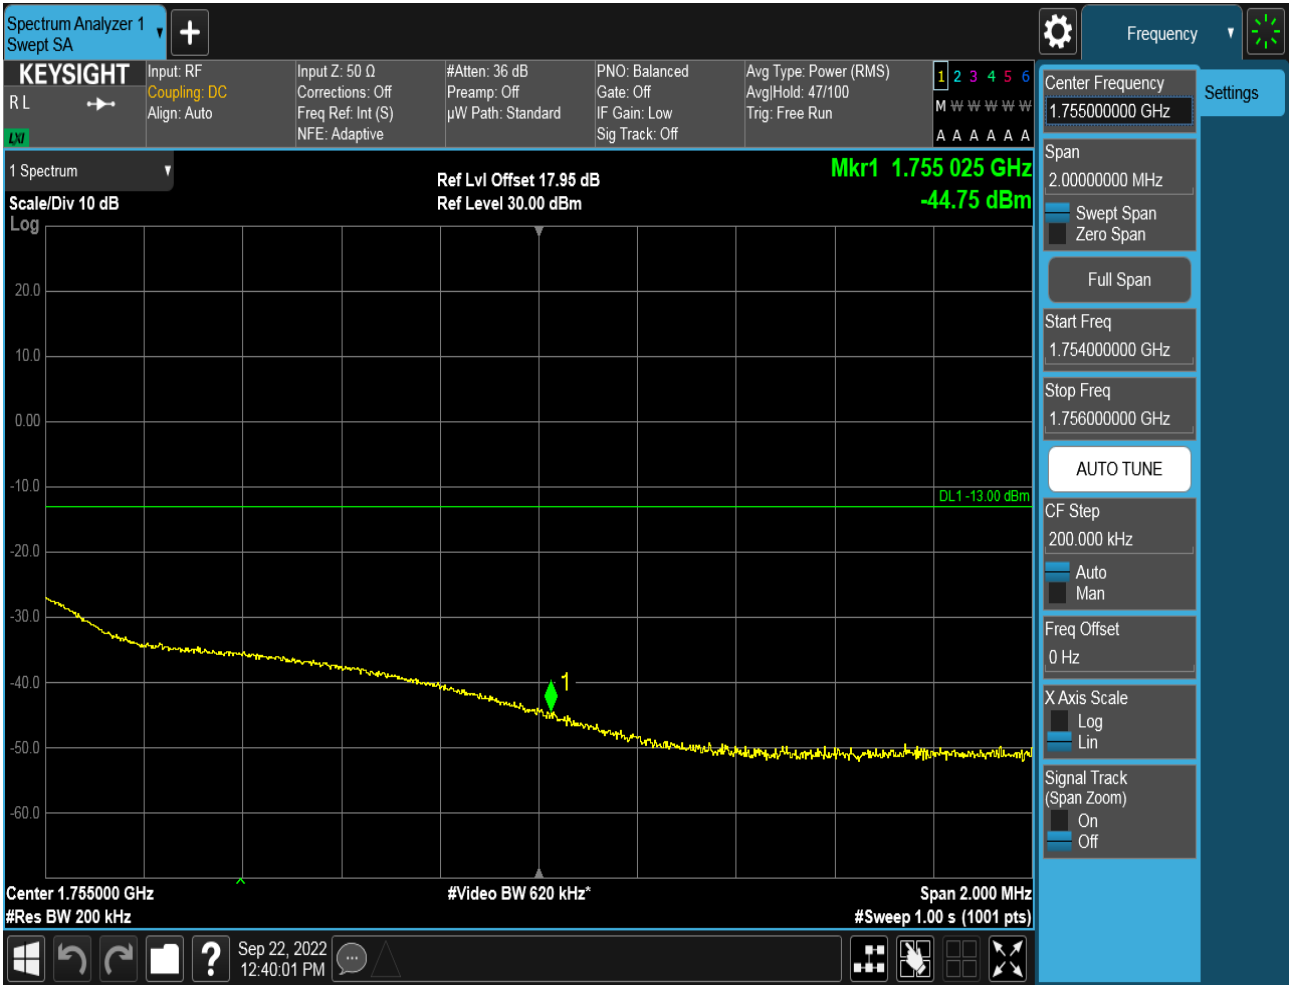 Spectrum Analyzer 1
Swept SA
Frequency
KEYSIGHT
R L
LXI
Input: RF
Coupling: DC
Align: Auto
Input Z: 50 Ω
Corrections: Off
Freq Ref: Int (S)
NFE: Adaptive
#Atten: 36 dB
Preamp: Off
µW Path: Standard
PNO: Balanced
Gate: Off
IF Gain: Low
Sig Track: Off
Avg Type: Power (RMS)
Avg|Hold: 47/100
Trig: Free Run
1 2 3 4 5 6
M W W W W W
A A A A A A
1 Spectrum
Scale/Div 10 dB
Log
Ref Lvl Offset 17.95 dB
Ref Level 30.00 dBm
Mkr1 1.755 025 GHz
-44.75 dBm
20.0
10.0
0.00
-10.0
-20.0
-30.0
-40.0
-50.0
-60.0
DL1 -13.00 dBm
1
Center 1.755000 GHz
#Res BW 200 kHz
#Video BW 620 kHz*
Span 2.000 MHz
#Sweep 1.00 s (1001 pts)
Center Frequency
1.755000000 GHz
Settings
Span
2.00000000 MHz
Swept Span
Zero Span
Full Span
Start Freq
1.754000000 GHz
Stop Freq
1.756000000 GHz
AUTO TUNE
CF Step
200.000 kHz
Auto
Man
Freq Offset
0 Hz
X Axis Scale
Log
Lin
Signal Track
(Span Zoom)
On
Off
?
Sep 22, 2022
12:40:01 PM